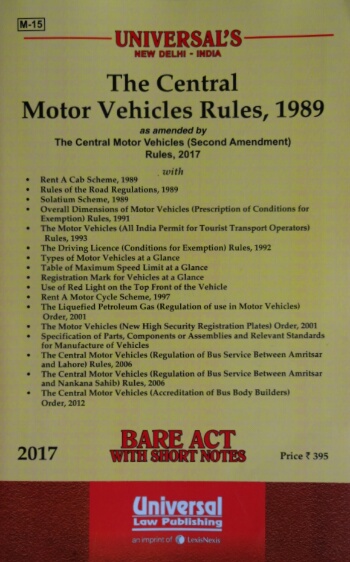 M-15
UNIVERSAL'S
NEW DELHI - INDIA
The Central
Motor Vehicles Rules, 1989
as amended by
The Central Motor Vehicles (Second Amendment)
Rules, 2017
with
• Rent A Cab Scheme, 1989
• Rules of the Road Regulations, 1989
• Solatium Scheme, 1989
• Overall Dimensions of Motor Vehicles (Prescription of Conditions for
Exemption) Rules, 1991
• The Motor Vehicles (All India Permit for Tourist Transport Operators)
Rules, 1993
• The Driving Licence (Conditions for Exemption) Rules, 1992
• Types of Motor Vehicles at a Glance
• Table of Maximum Speed Limit at a Glance
• Registration Mark for Vehicles at a Glance
• Use of Red Light on the Top Front of the Vehicle
• Rent A Motor Cycle Scheme, 1997
• The Liquefied Petroleum Gas (Regulation of use in Motor Vehicles)
Order, 2001
• The Motor Vehicles (New High Security Registration Plates) Order, 2001
• Specification of Parts, Components or Assemblies and Relevant Standards
for Manufacture of Vehicles
• The Central Motor Vehicles (Regulation of Bus Service Between Amritsar
and Lahore) Rules, 2006
• The Central Motor Vehicles (Regulation of Bus Service Between Amritsar
and Nankana Sahib) Rules, 2006
• The Central Motor Vehicles (Accreditation of Bus Body Builders)
Order, 2012
2017
BARE ACT
WITH SHORT NOTES
Price ₹ 395
Universal
Law Publishing
an imprint of LexisNexis